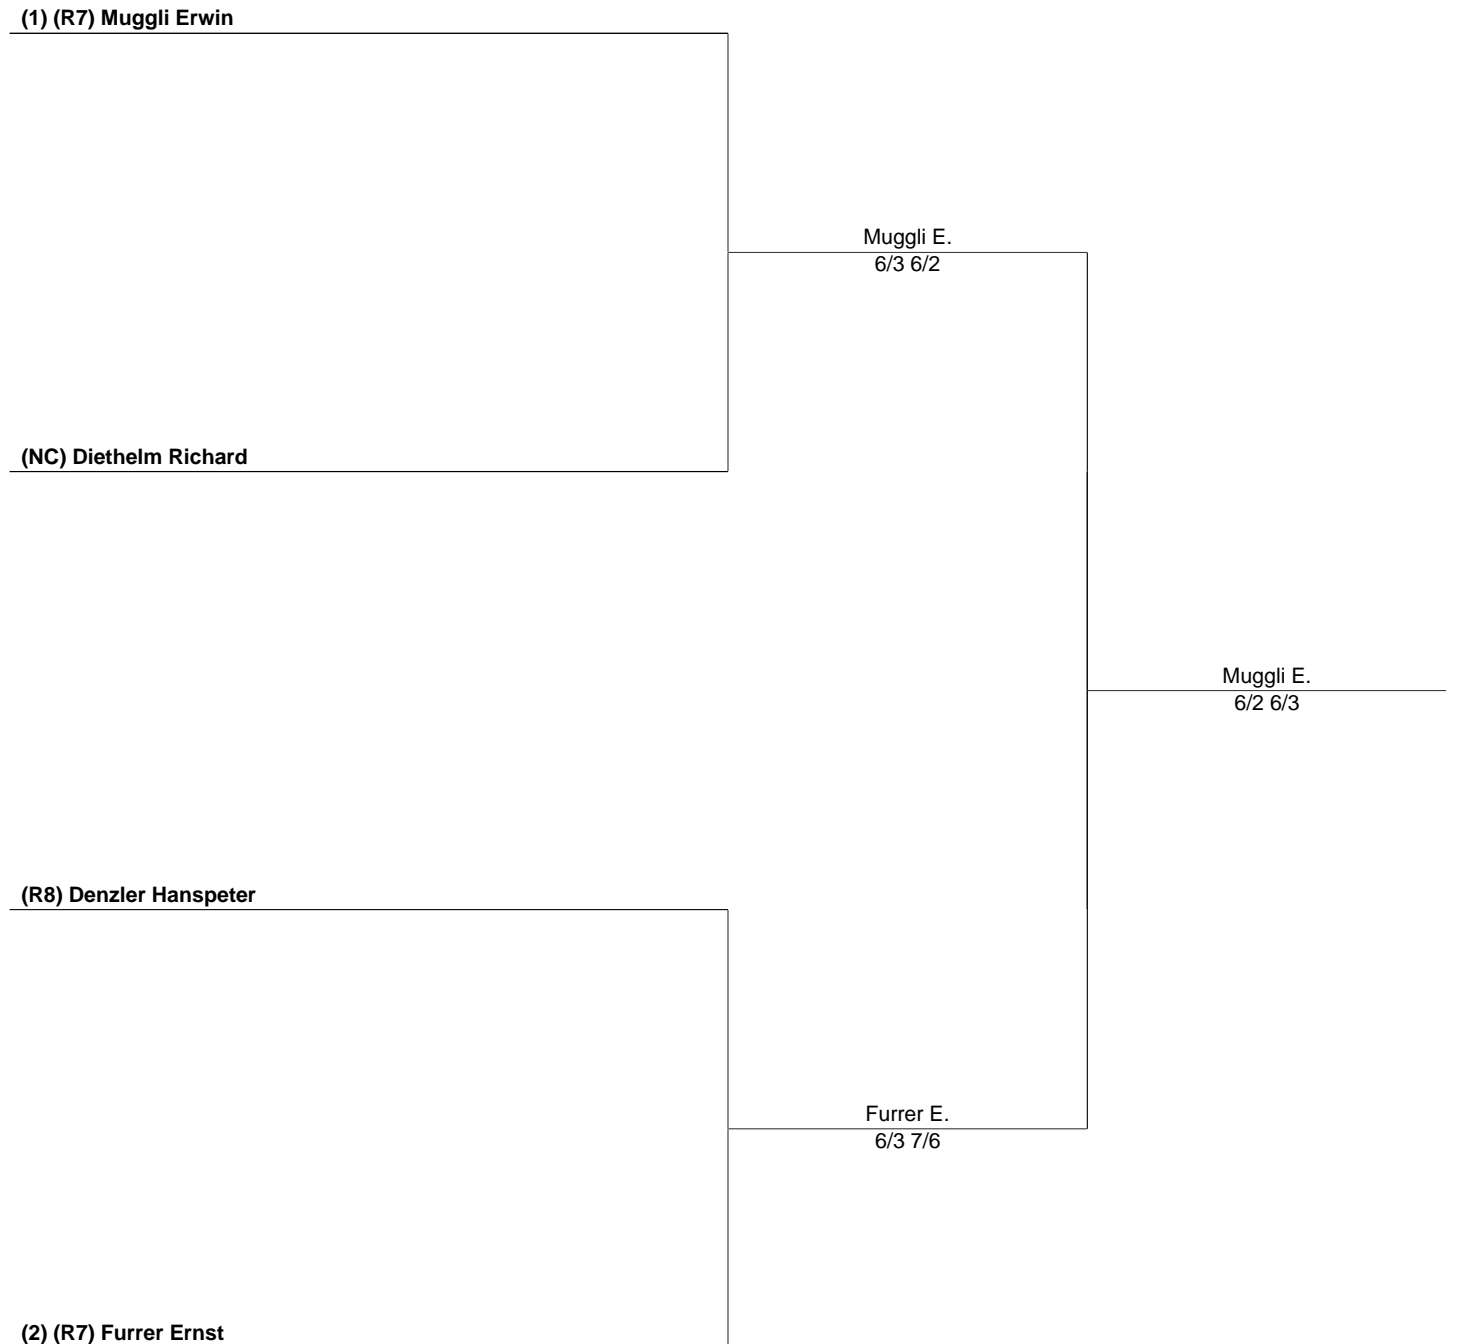 (1) (R7) Muggli Erwin
Muggli E.
6/3 6/2
(NC) Diethelm Richard
Muggli E.
6/2 6/3
(R8) Denzler Hanspeter
Furrer E.
6/3 7/6
(2) (R7) Furrer Ernst